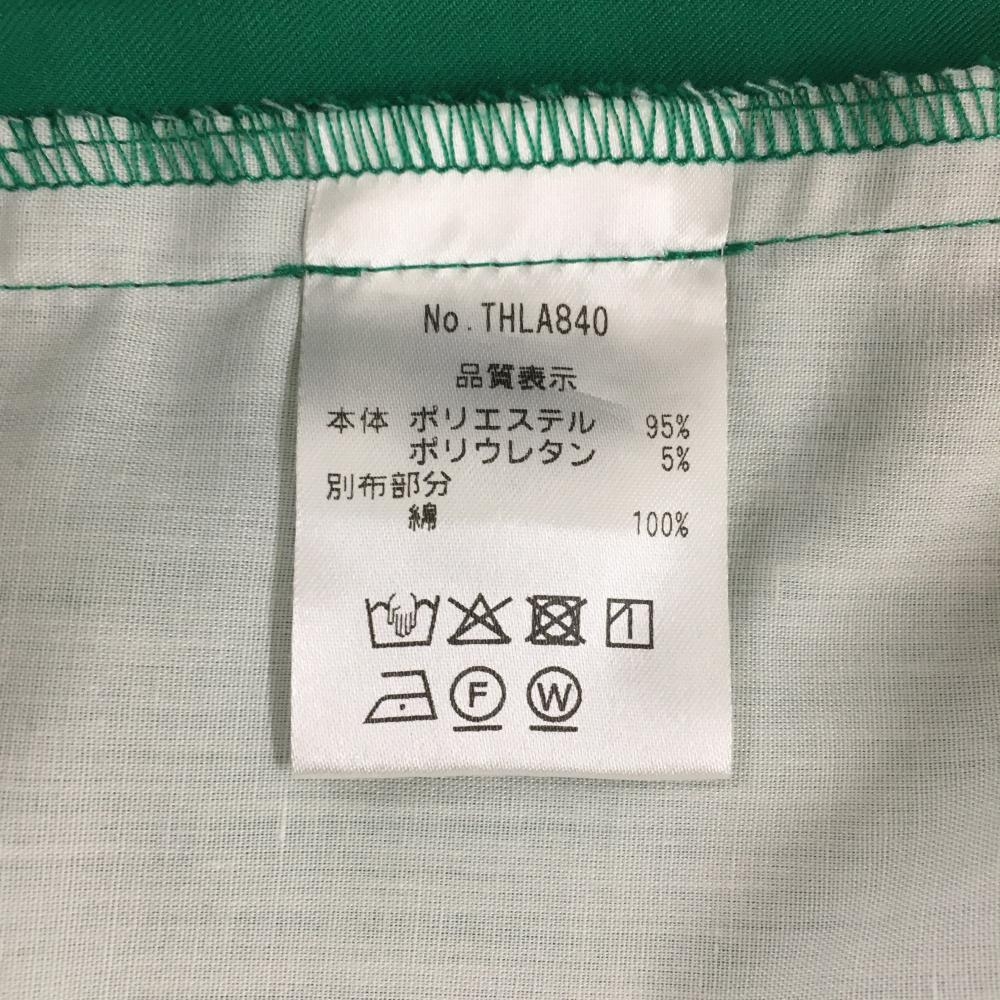 No.THLA840
品質表示
本体 ポリエステル 95%
ポリウレタン 5%
別布部分
綿 100%
F W